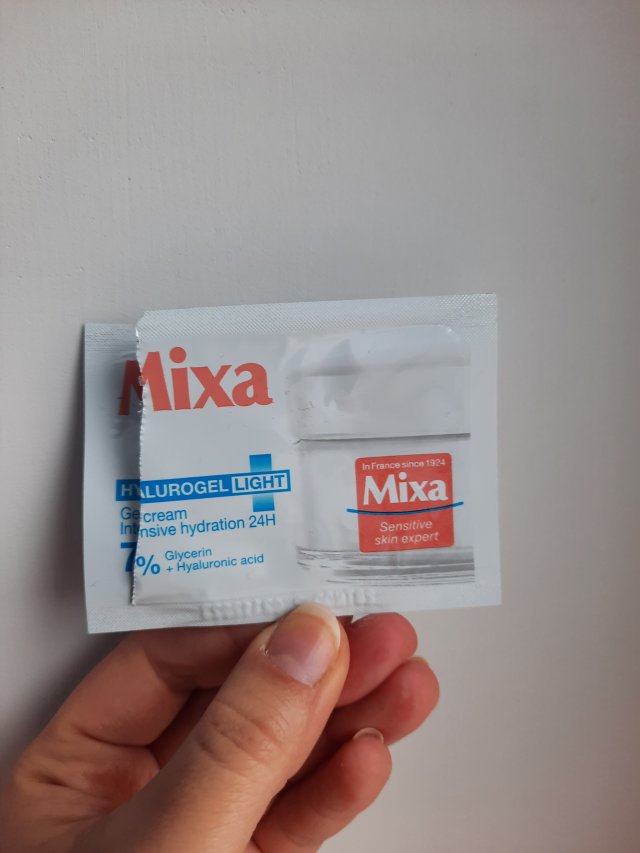 Mixa
HYALUROGEL LIGHT
Gel-cream
Intensive hydration 24H
7% Glycerin
+ Hyaluronic acid
In France since 1924
Mixa
Sensitive
skin expert